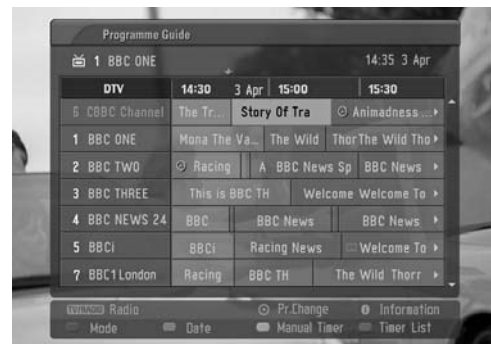 Programme Guide
1 BBC ONE 14:35 3 Apr
DTV 14:30 3 Apr 15:00 15:30
6 CBBC Channel The Tr... Story Of Tra Animadness ...
1 BBC ONE Mona The Va... The Wild Thor The Wild Tho
2 BBC TWO Racing A BBC News Sp BBC News
3 BBC THREE This is BBC TH Welcome Welcome To
4 BBC NEWS 24 BBC BBC News BBC News
5 BBCi BBCi Racing News Welcome To
7 BBC1 London Racing BBC TH The Wild Thorr
TV/RADIO Radio Pr.Change Information
Mode Date Manual Timer Timer List